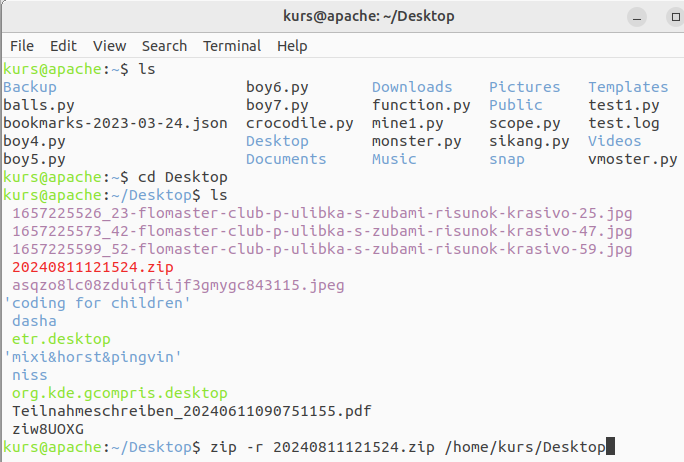 kurs@apache: ~/Desktop
File Edit View Search Terminal Help
kurs@apache:~$ ls
Backup boy6.py Downloads Pictures Templates
balls.py boy7.py function.py Public test1.py
bookmarks-2023-03-24.json crocodile.py mine1.py scope.py test.log
boy4.py Desktop monster.py sikang.py Videos
boy5.py Documents Music snap vmoster.py
kurs@apache:~$ cd Desktop
kurs@apache:~/Desktop$ ls
1657225526_23-flomaster-club-p-ulibka-s-zubami-risunok-krasivo-25.jpg
1657225573_42-flomaster-club-p-ulibka-s-zubami-risunok-krasivo-47.jpg
1657225599_52-flomaster-club-p-ulibka-s-zubami-risunok-krasivo-59.jpg
20240811121524.zip
asqzo8lc08zduiqfiijf3gmygc843115.jpeg
'coding for children'
dasha
etr.desktop
'mixi&horst&pingvin'
niss
org.kde.gcompris.desktop
Teilnahmeschreiben_20240611090751155.pdf
ziw8UOXG
kurs@apache:~/Desktop$ zip -r 20240811121524.zip /home/kurs/Desktop